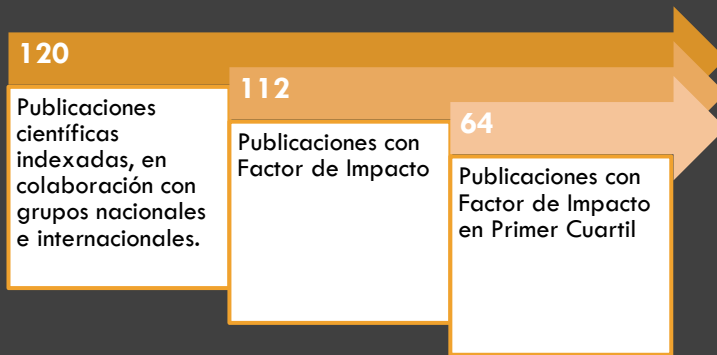 120
Publicaciones
científicas
indexadas, en
colaboración con
grupos nacionales
e internacionales.
112
Publicaciones con
Factor de Impacto
64
Publicaciones con
Factor de Impacto
en Primer Cuartil